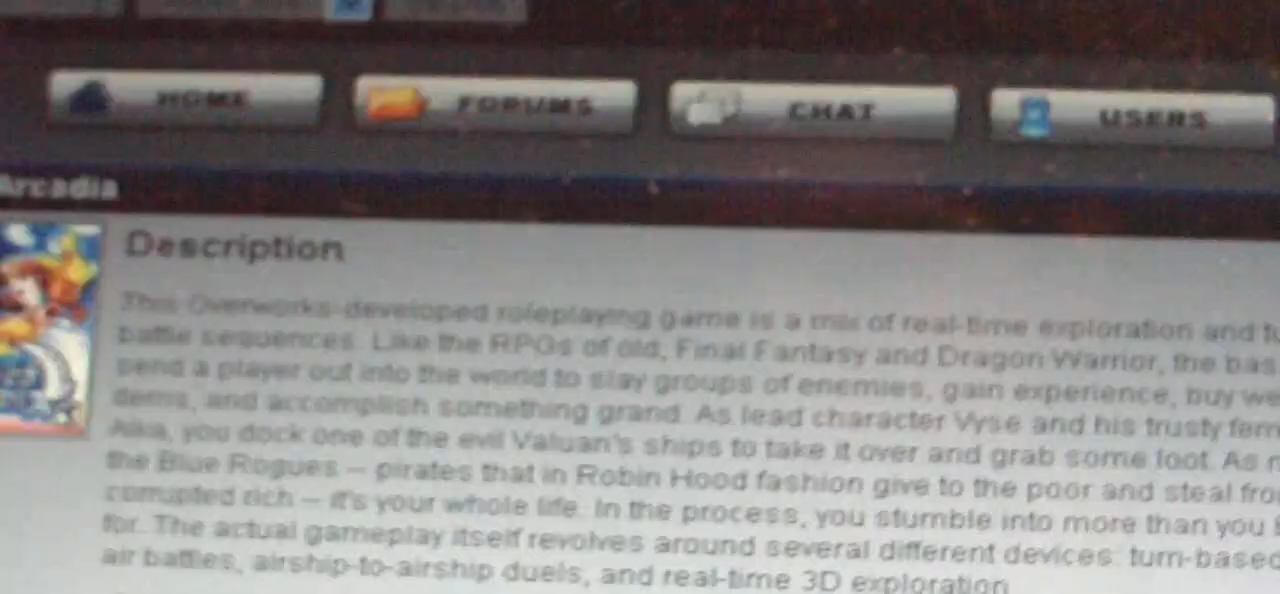 HOME FORUMS CHAT USERS
Arcadia
Description
This Overworks-developed roleplaying game is a mix of real-time exploration and
battle sequences. Like the RPGs of old, Final Fantasy and Dragon Warrior, the
send a player out into the world to slay groups of enemies, gain experience, buy
items, and accomplish something grand. As lead character Vyse and his trusty
Aika, you dock one of the evil Valuan's ships to take it over and grab some loot. As
the Blue Rogues -- pirates that in Robin Hood fashion give to the poor and steal
corrupted rich -- it's your whole life. In the process, you stumble into more than you
for. The actual gameplay itself revolves around several different devices: turn-based
air battles, airship-to-airship duels, and real-time 3D exploration